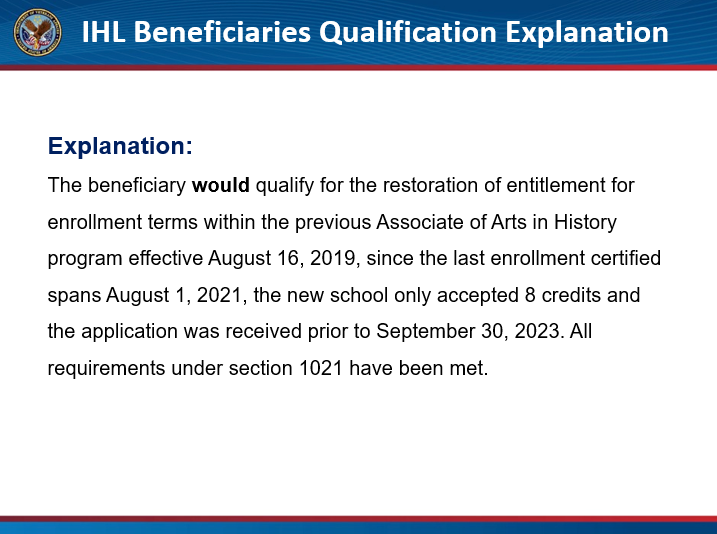 IHL Beneficiaries Qualification Explanation
Explanation:
The beneficiary would qualify for the restoration of entitlement for
enrollment terms within the previous Associate of Arts in History
program effective August 16, 2019, since the last enrollment certified
spans August 1, 2021, the new school only accepted 8 credits and
the application was received prior to September 30, 2023. All
requirements under section 1021 have been met.